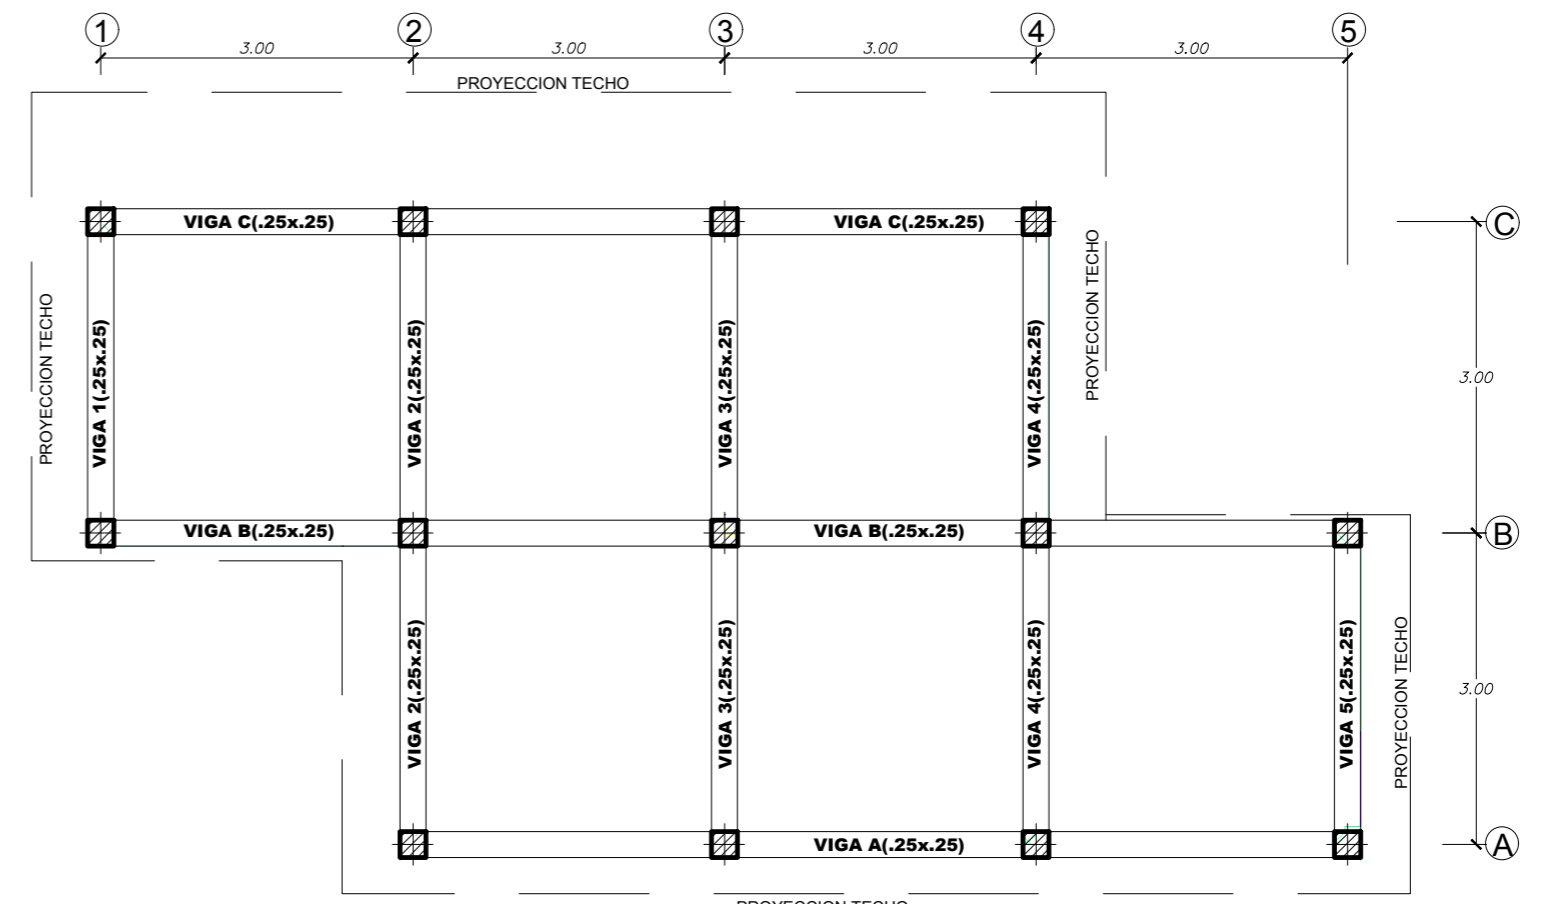 1
2
3
4
5
3.00
3.00
3.00
3.00
PROYECCION TECHO
VIGA C(.25x.25)
VIGA C(.25x.25)
C
PROYECCION TECHO
PROYECCION TECHO
VIGA 1(.25x.25)
VIGA 2(.25x.25)
VIGA 3(.25x.25)
VIGA 4(.25x.25)
3.00
VIGA B(.25x.25)
VIGA B(.25x.25)
B
VIGA 2(.25x.25)
VIGA 3(.25x.25)
VIGA 4(.25x.25)
VIGA 5(.25x.25)
PROYECCION TECHO
3.00
VIGA A(.25x.25)
A
PROYECCION TECHO